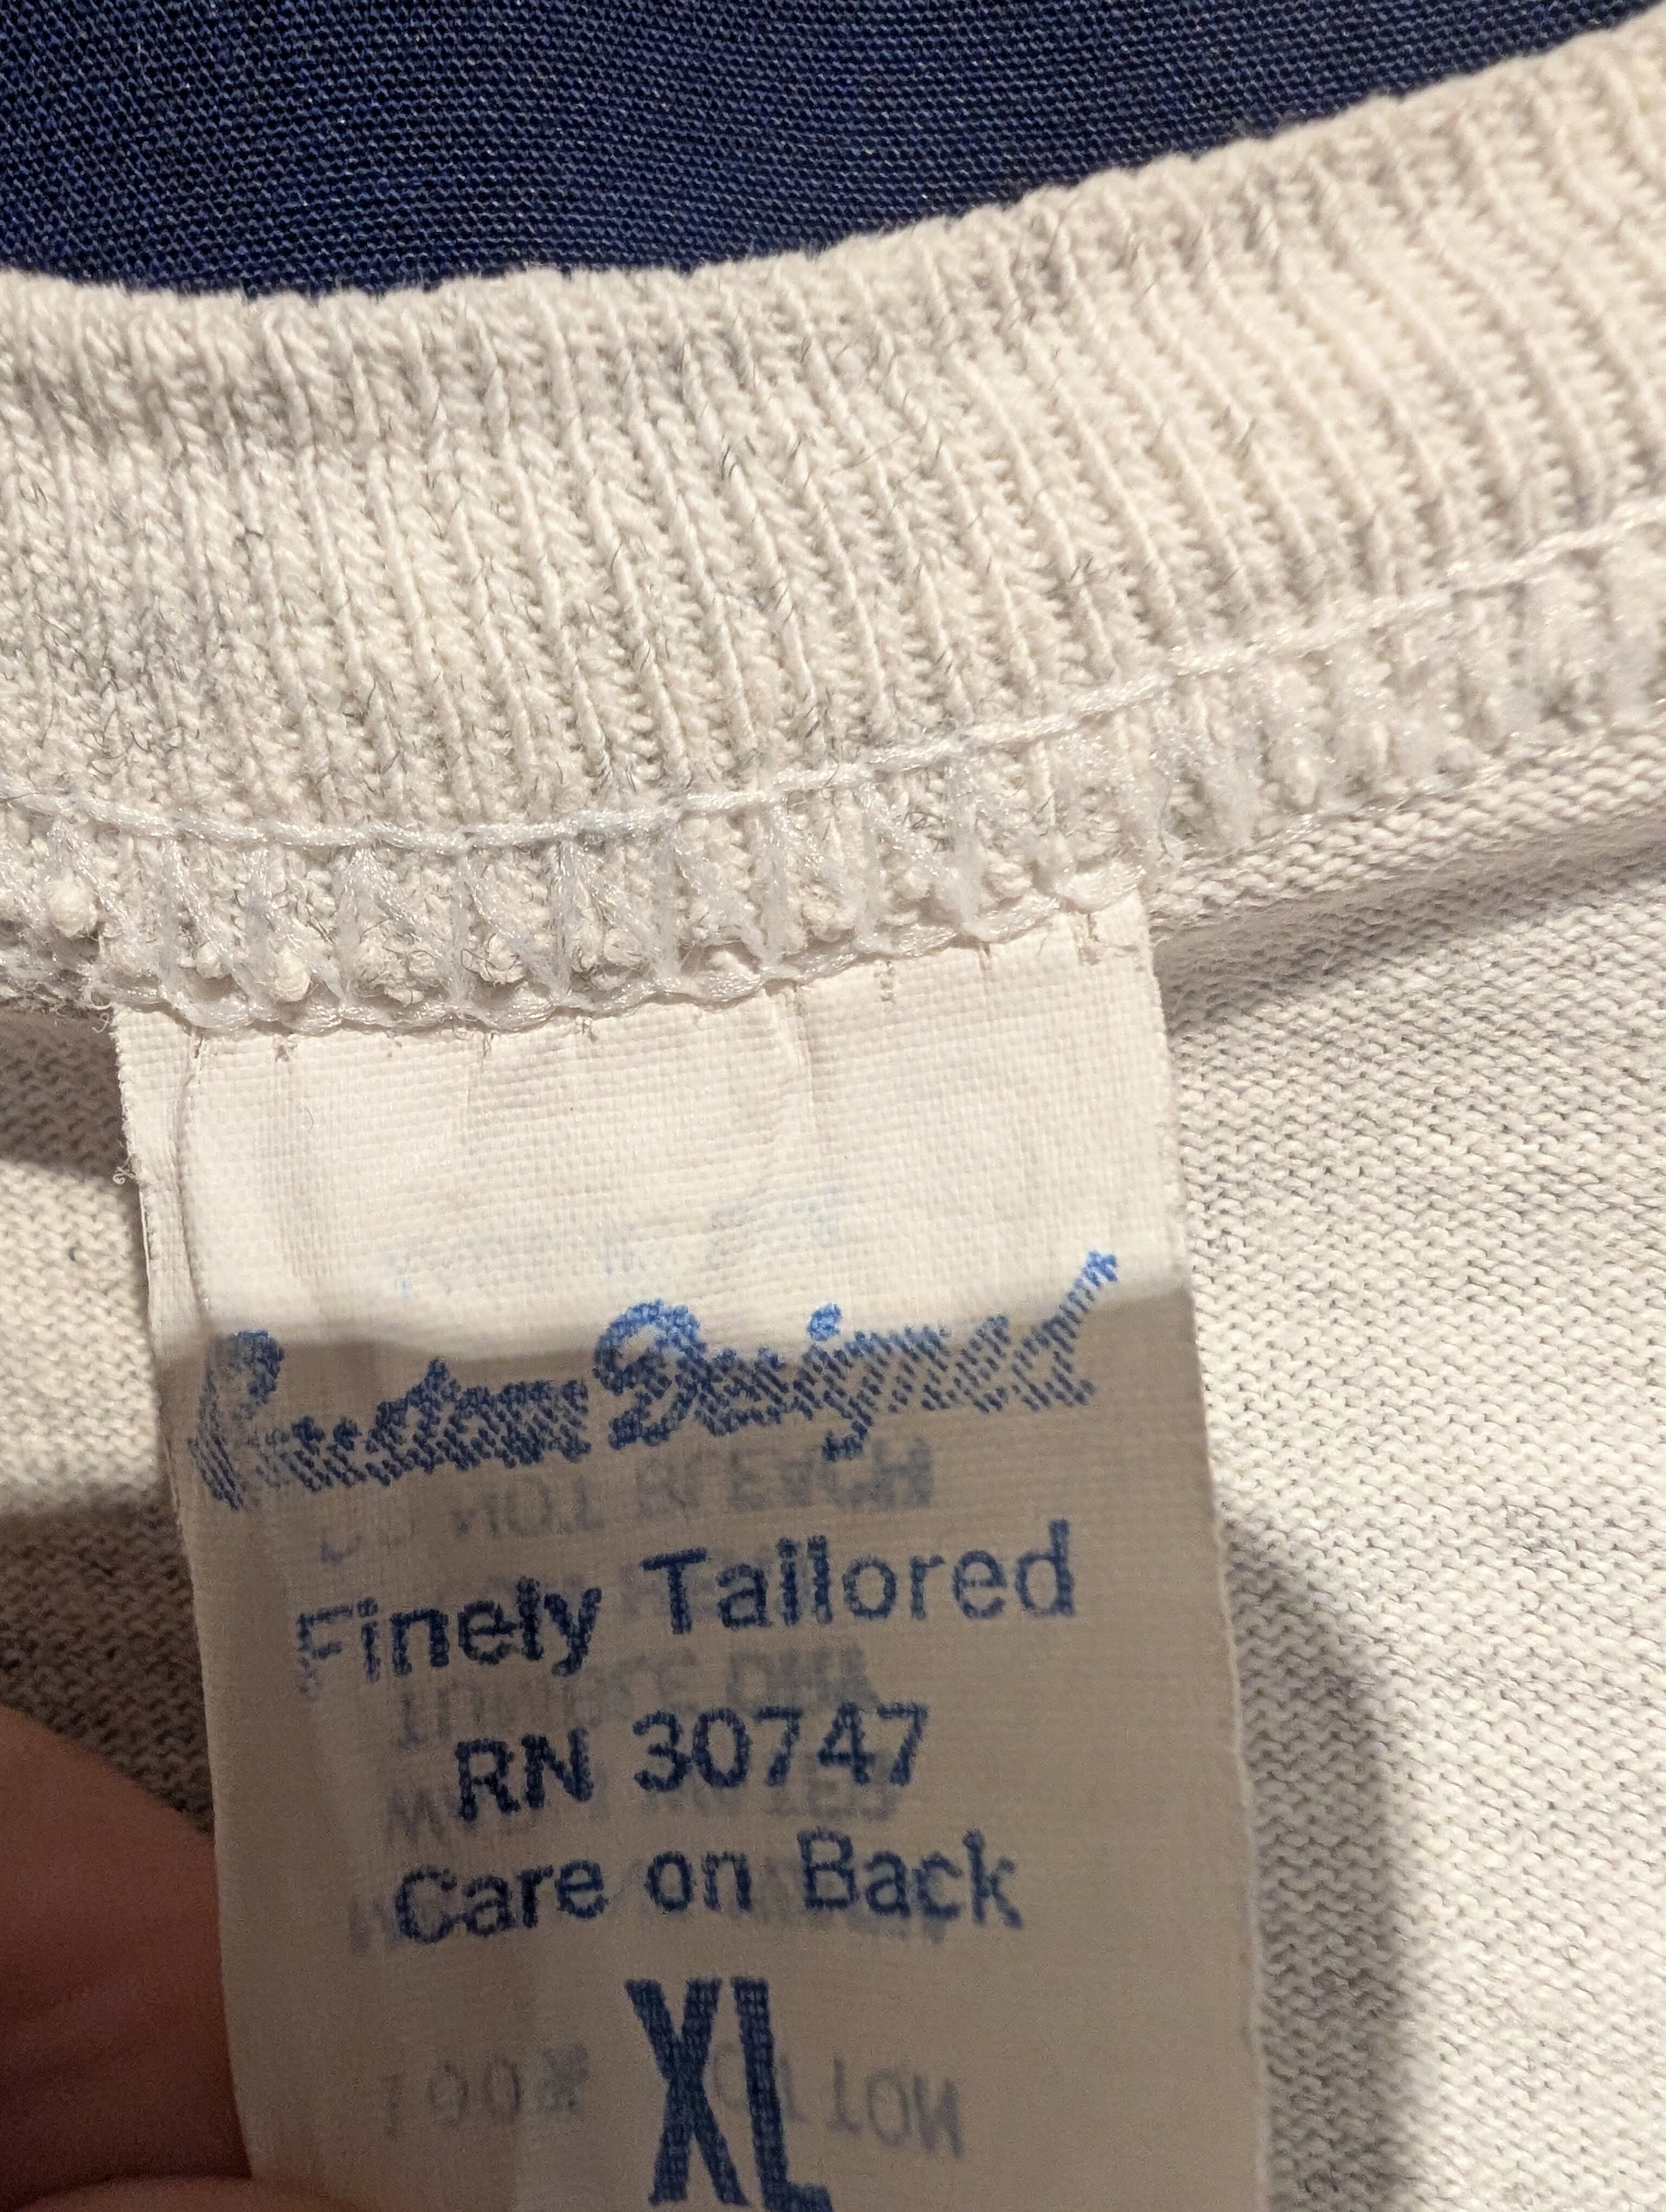 Custom Designed
Finely Tailored
RN 30747
Care on Back
XL